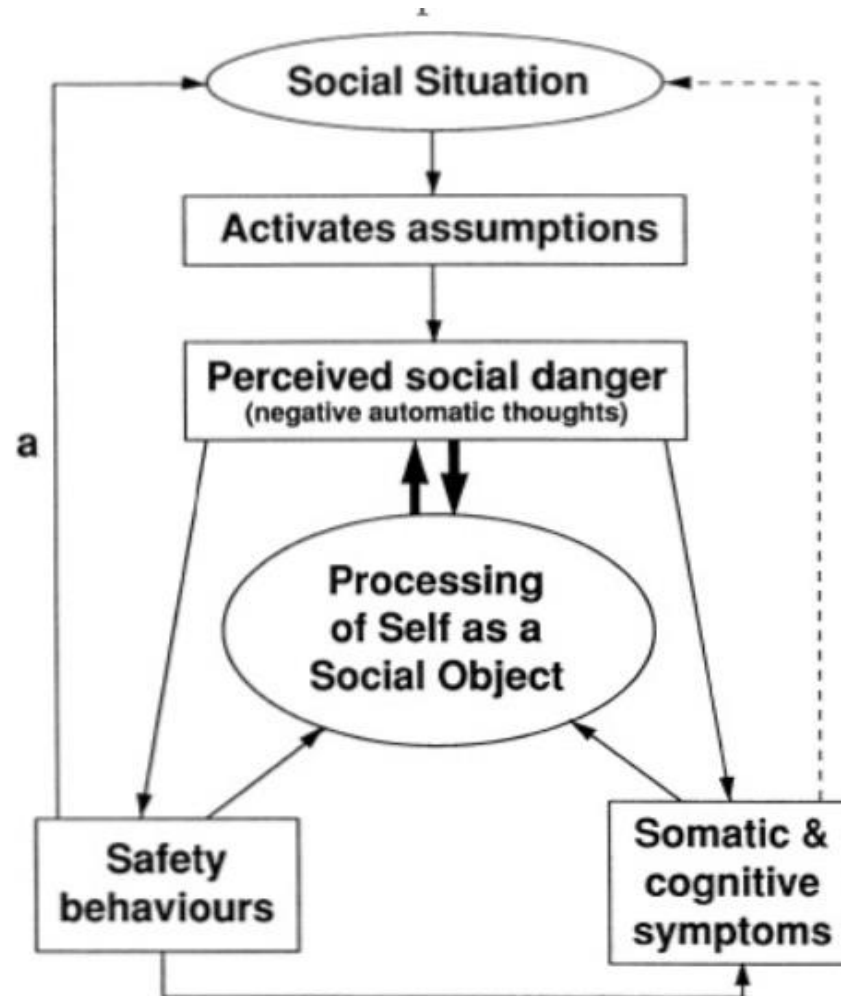 Social Situation
Activates assumptions
Perceived social danger
(negative automatic thoughts)
a
Processing
of Self as a
Social Object
Safety
behaviours
Somatic &
cognitive
symptoms